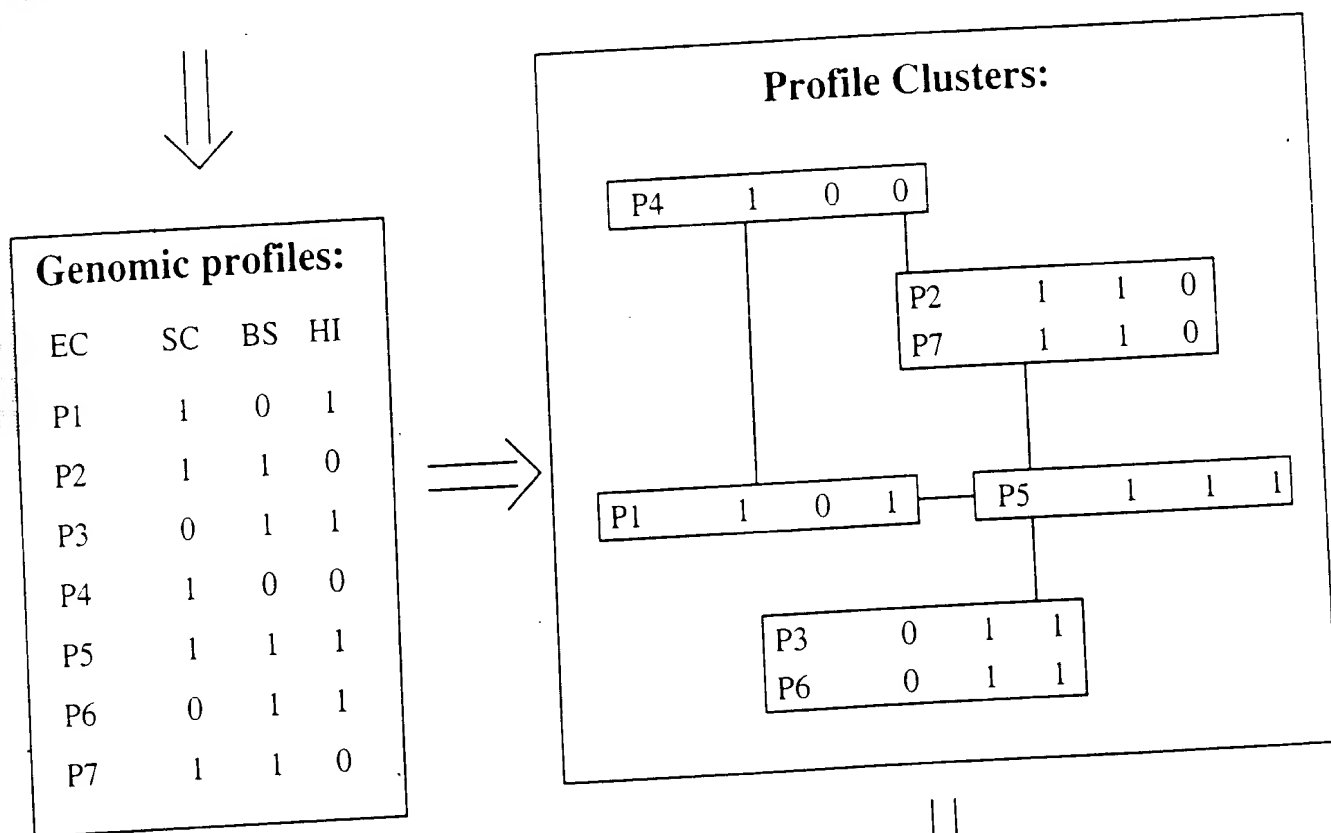 Genomic profiles:
EC SC BS HI
P1 1 0 1
P2 1 1 0
P3 0 1 1
P4 1 0 0
P5 1 1 1
P6 0 1 1
P7 1 1 0
Profile Clusters:
P4 1 0 0
P2 1 1 0
P7 1 1 0
P1 1 0 1
P5 1 1 1
P3 0 1 1
P6 0 1 1